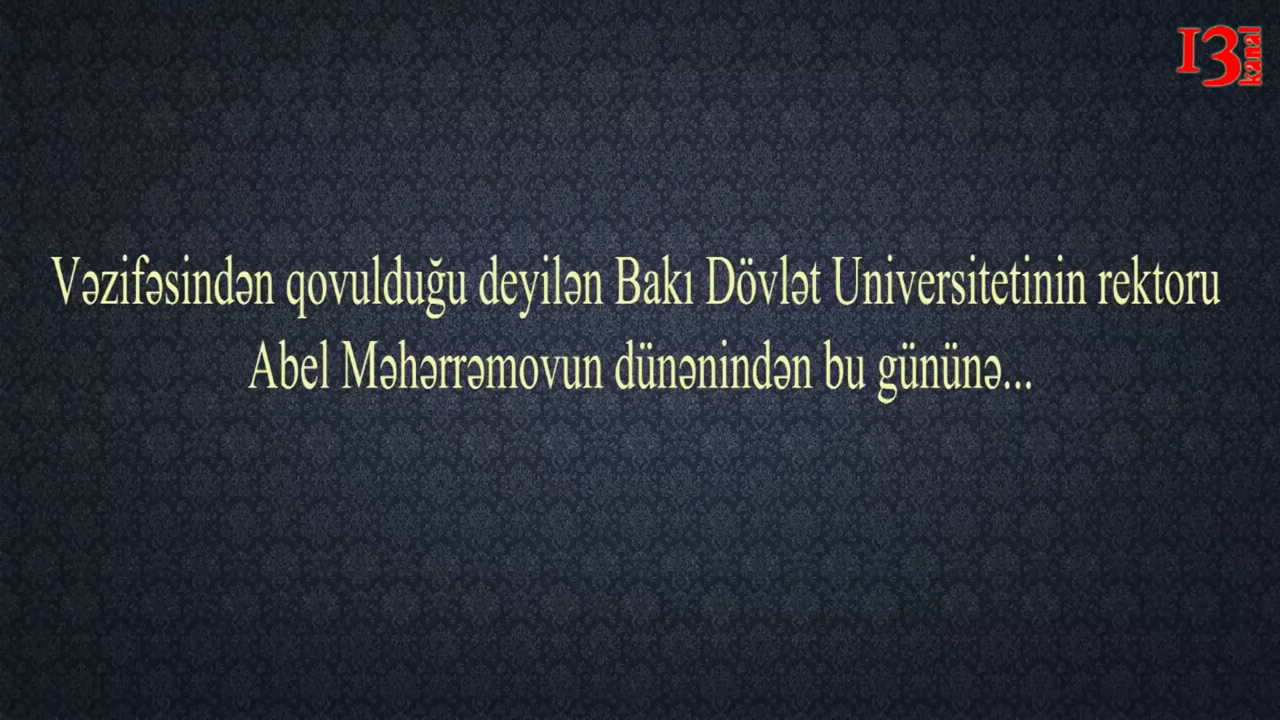 13 kanal
Vəzifəsindən qovulduğu deyilən Bakı Dövlət Universitetinin rektoru
Abel Məhərrəmovun dünənindən bu gününə...